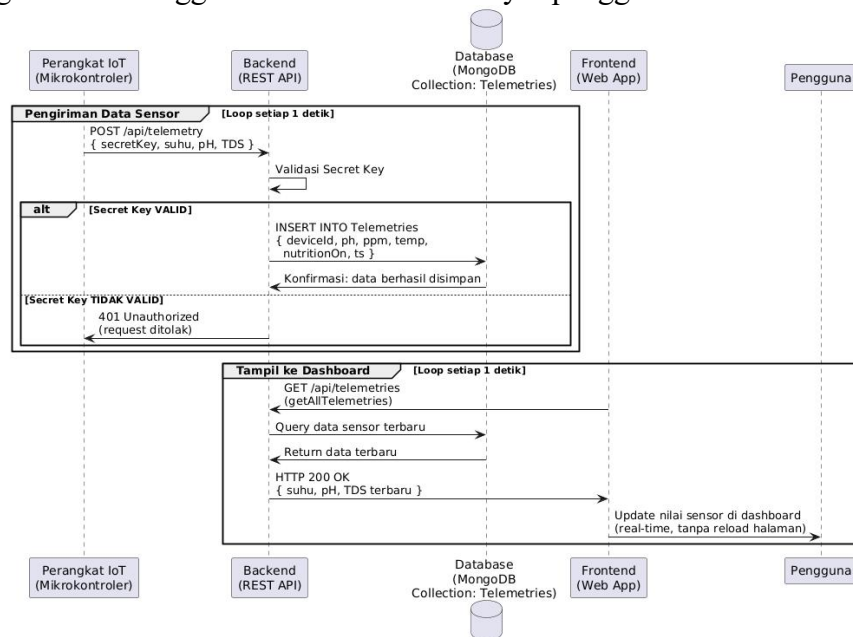 Perangkat IoT
(Mikrokontroler)
Backend
(REST API)
Database
(MongoDB
Collection: Telemetries)
Frontend
(Web App)
Pengguna
Pengiriman Data Sensor
[Loop setiap 1 detik]
POST /api/telemetry
{ secretKey, suhu, pH, TDS }
Validasi Secret Key
alt
[Secret Key VALID]
INSERT INTO Telemetries
{ deviceId, ph, ppm, temp,
nutritionOn, ts }
Konfirmasi: data berhasil disimpan
[Secret Key TIDAK VALID]
401 Unauthorized
(request ditolak)
Tampil ke Dashboard
[Loop setiap 1 detik]
GET /api/telemetries
(getAllTelemetries)
Query data sensor terbaru
Return data terbaru
HTTP 200 OK
{ suhu, pH, TDS terbaru }
Update nilai sensor di dashboard
(real-time, tanpa reload halaman)
Perangkat IoT
(Mikrokontroler)
Backend
(REST API)
Database
(MongoDB
Collection: Telemetries)
Frontend
(Web App)
Pengguna